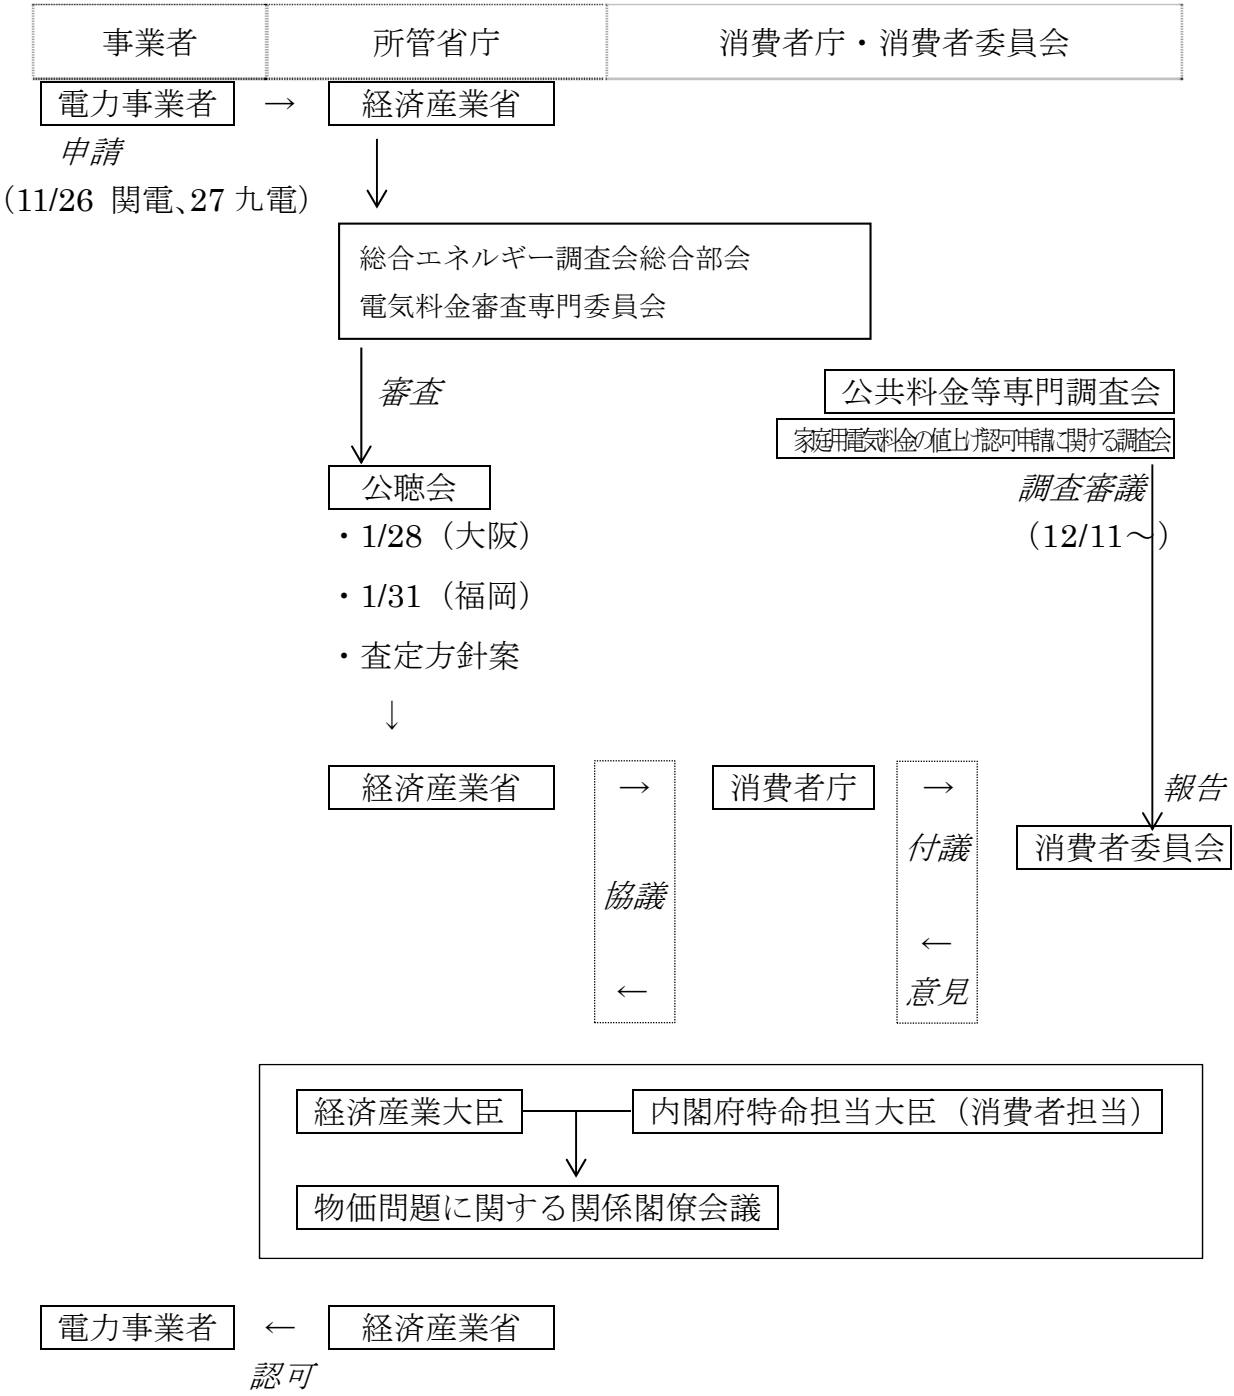 事業者 所管省庁 消費者庁・消費者委員会
電力事業者 → 経済産業省
申請
（11/26 関電、27 九電）
総合エネルギー調査会総合部会
電気料金審査専門委員会
審査
公共料金等専門調査会
家庭用電気料金の値上げ認可申請に関する調査会
公聴会
調査審議
・1/28（大阪）
（12/11～）
・1/31（福岡）
・査定方針案
↓
経済産業省 → 消費者庁 → 報告
付議 消費者委員会
協議
←
← 意見
経済産業大臣 内閣府特命担当大臣（消費者担当）
物価問題に関する関係閣僚会議
電力事業者 ← 経済産業省
認可